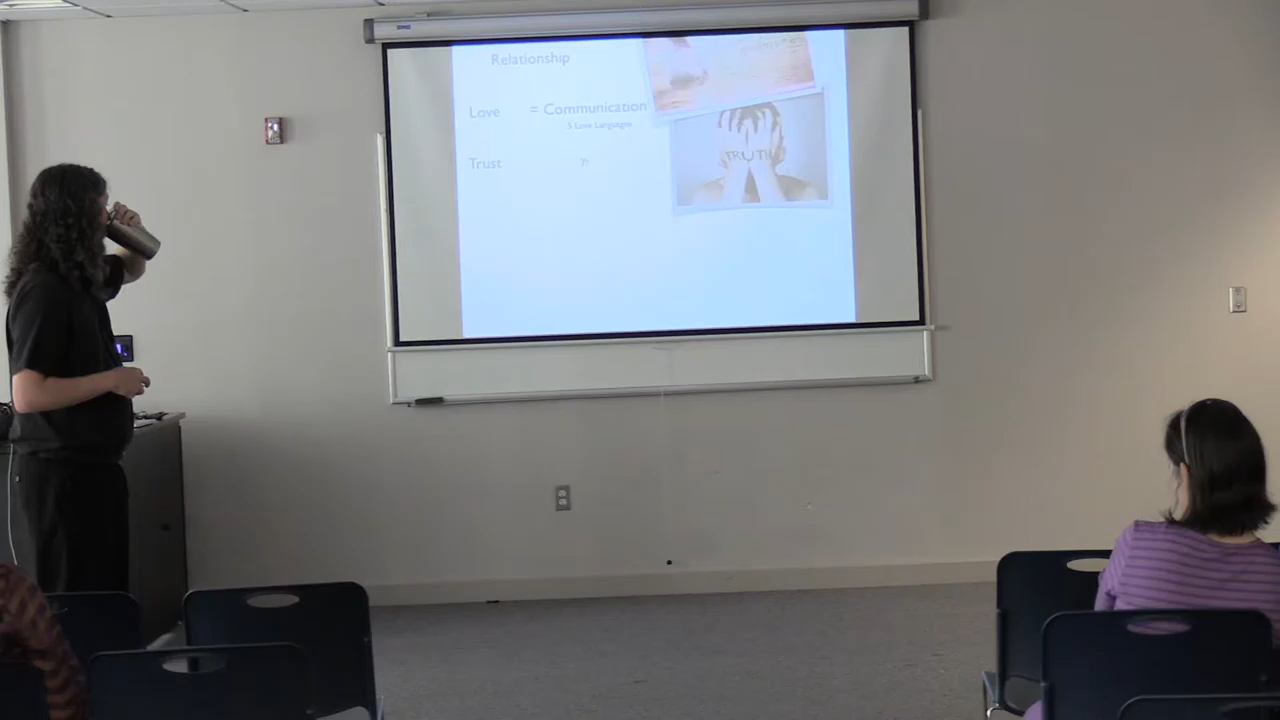 Relationship
Love = Communication
5 Love Languages
Trust
TRUTH